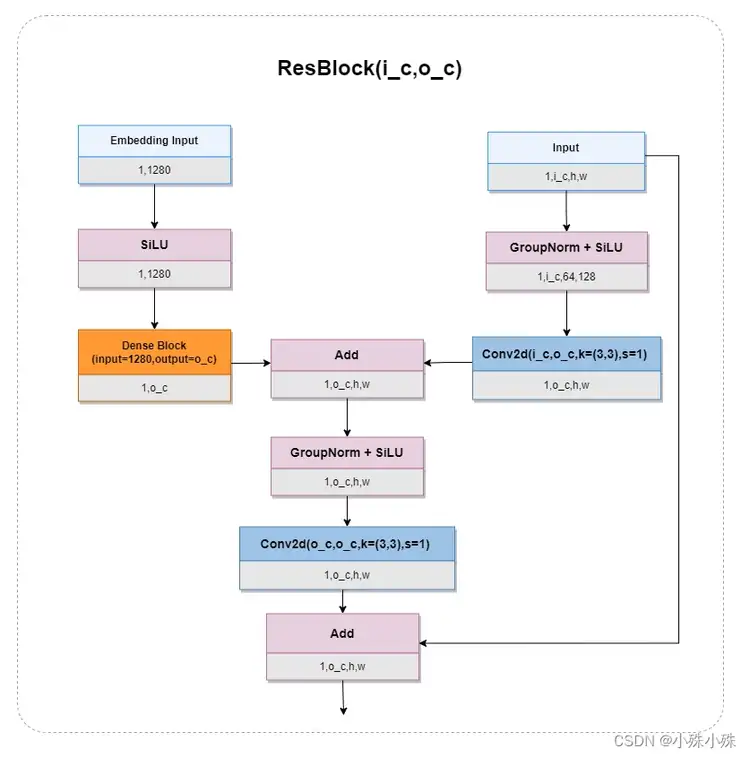 ResBlock(i_c,o_c)
Embedding Input
1,1280
SiLU
1,1280
Dense Block
(input=1280,output=o_c)
1,o_c
Input
1,i_c,h,w
GroupNorm + SiLU
1,i_c,64,128
Conv2d(i_c,o_c,k=(3,3),s=1)
1,o_c,h,w
Add
1,o_c,h,w
GroupNorm + SiLU
1,o_c,h,w
Conv2d(o_c,o_c,k=(3,3),s=1)
1,o_c,h,w
Add
1,o_c,h,w
CSDN @小殊小殊